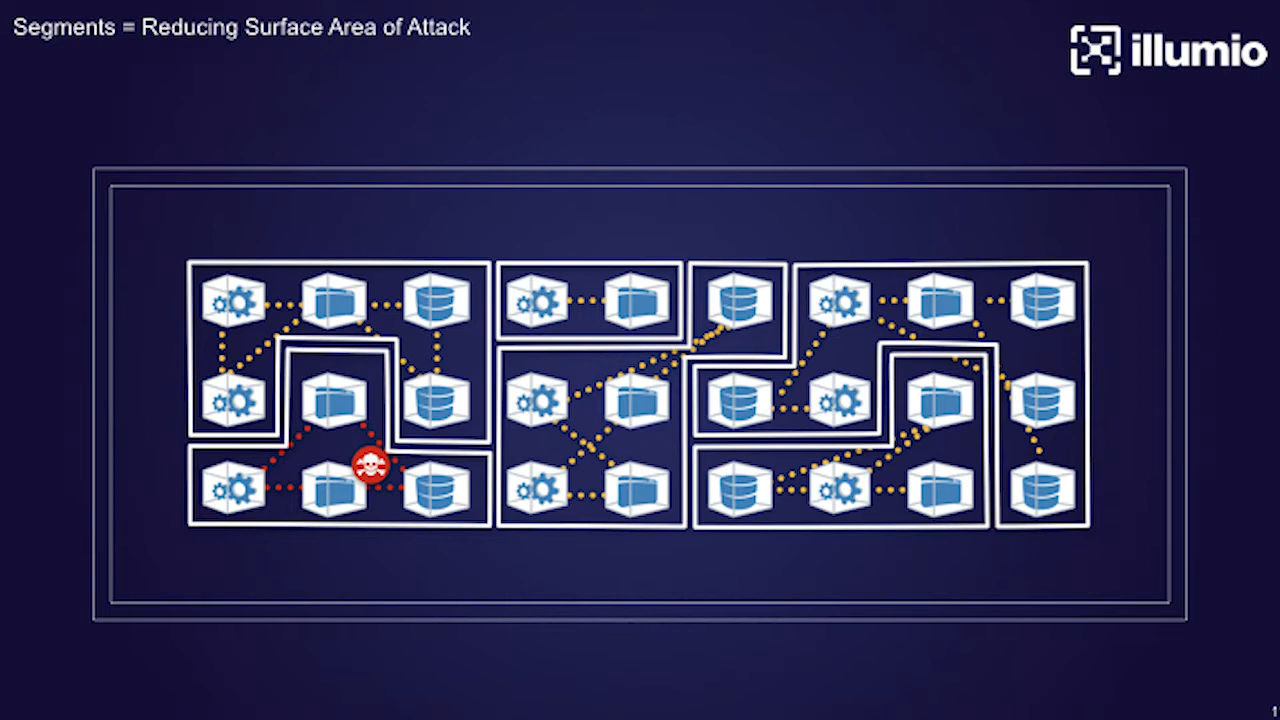 Segments = Reducing Surface Area of Attack
illumio
1